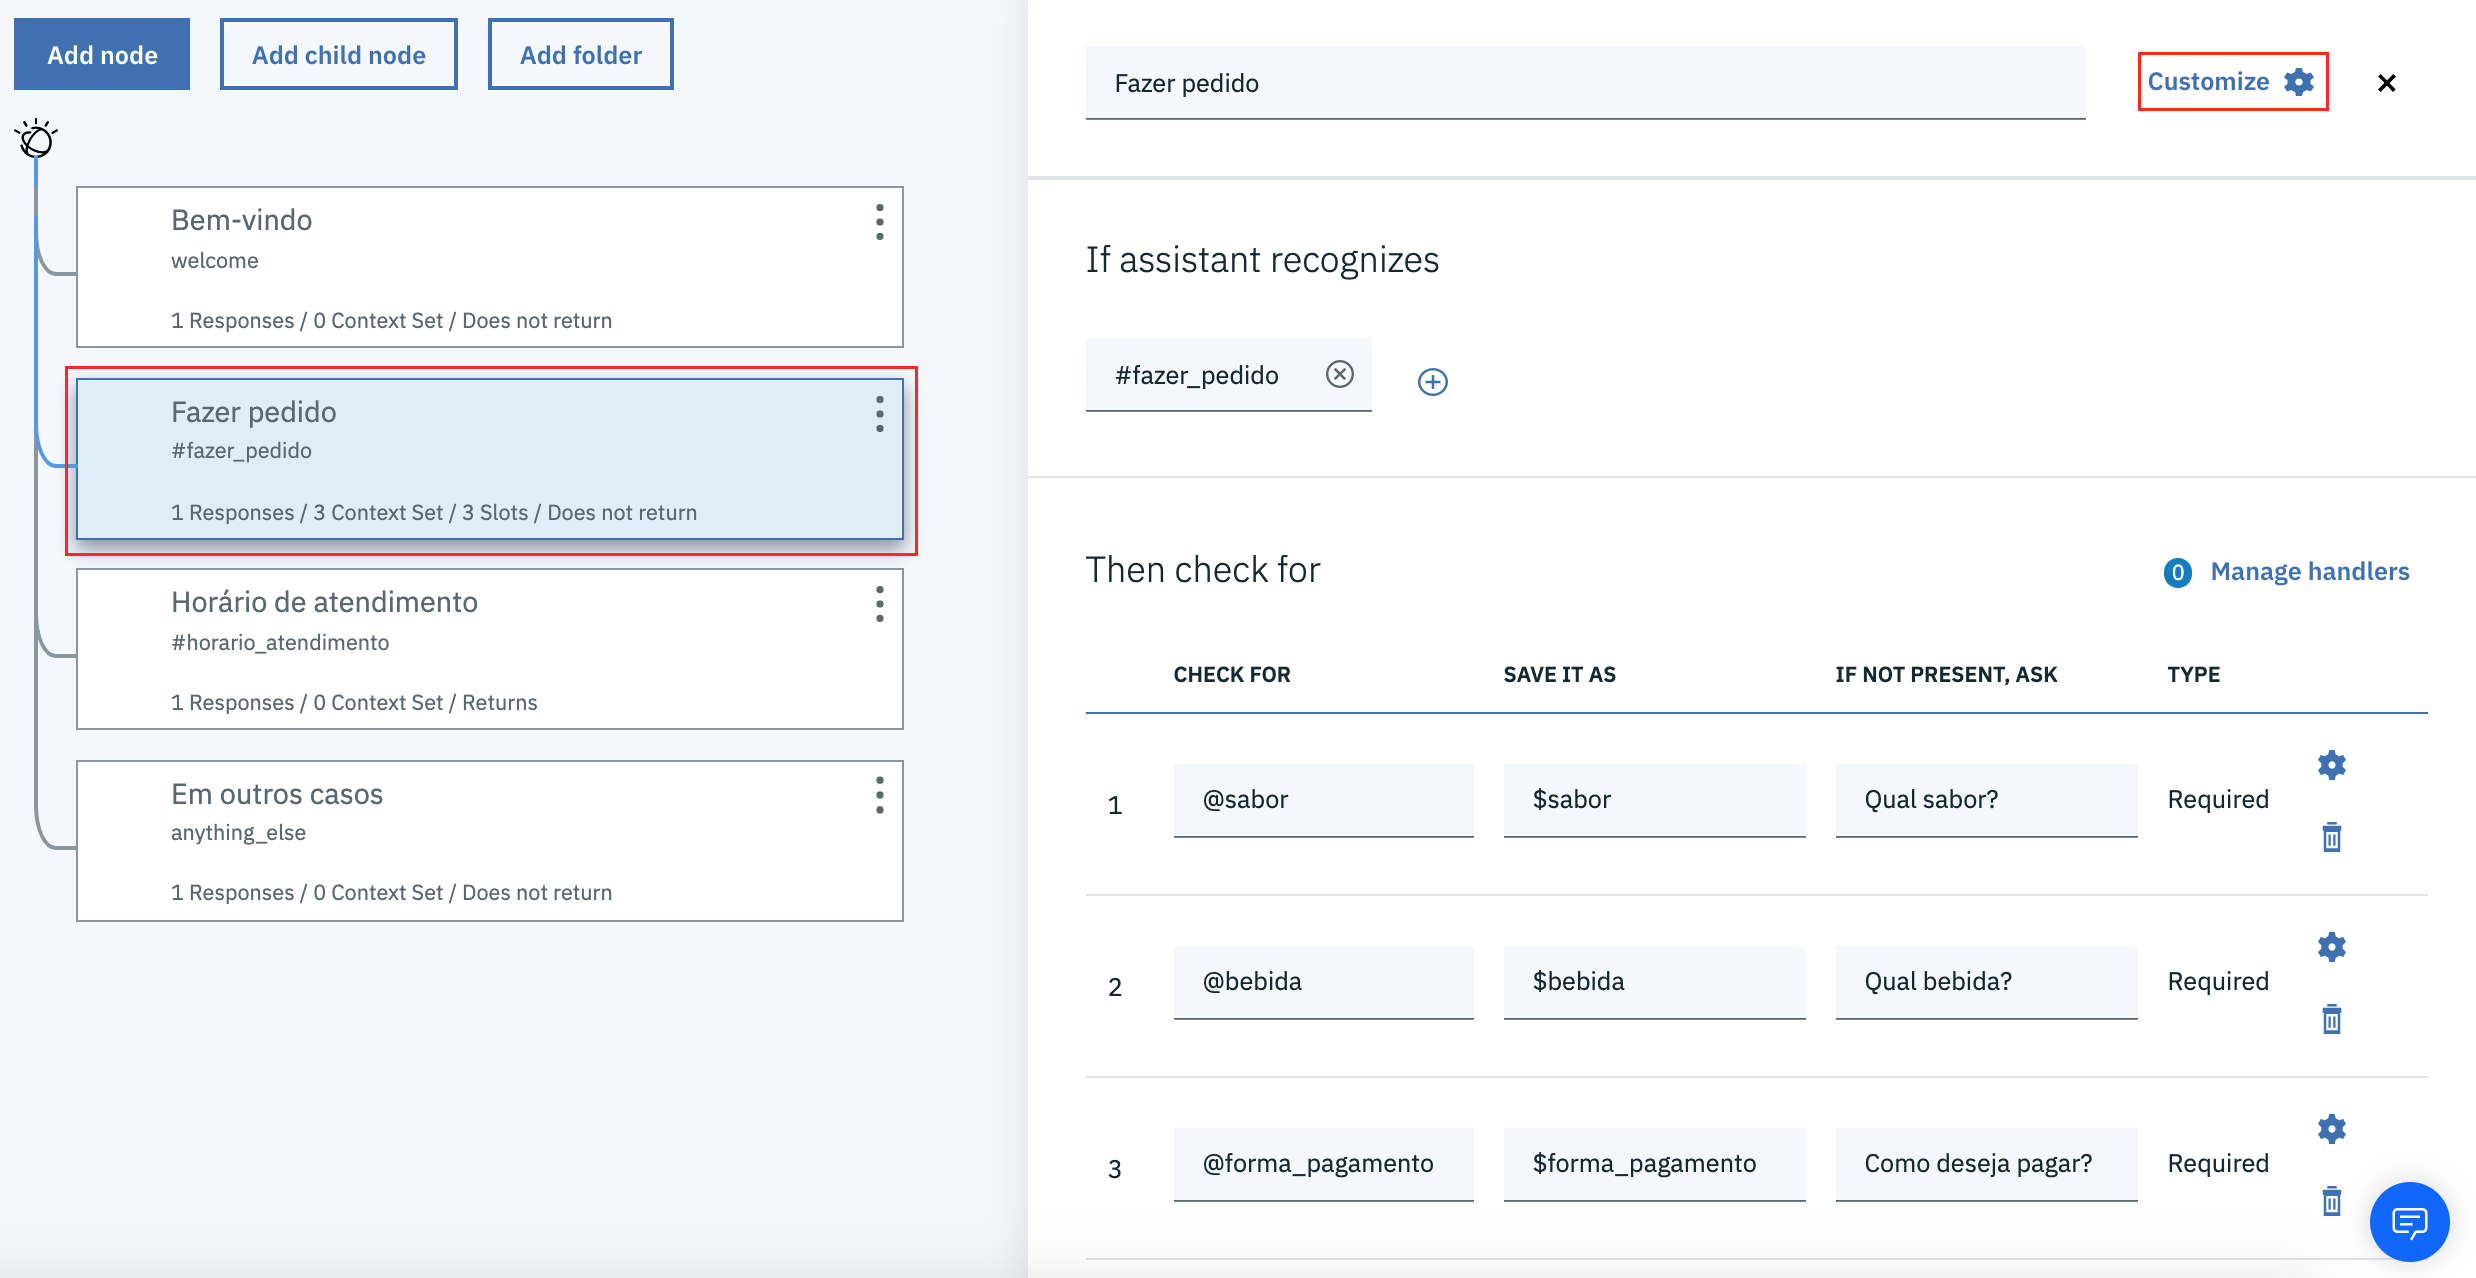 Add node
Add child node
Add folder
Bem-vindo
welcome
1 Responses / 0 Context Set / Does not return
Fazer pedido
#fazer_pedido
1 Responses / 3 Context Set / 3 Slots / Does not return
Horário de atendimento
#horario_atendimento
1 Responses / 0 Context Set / Returns
Em outros casos
anything_else
1 Responses / 0 Context Set / Does not return
Fazer pedido
Customize
If assistant recognizes
#fazer_pedido
Then check for
0 Manage handlers
CHECK FOR SAVE IT AS IF NOT PRESENT, ASK TYPE
1 @sabor $sabor Qual sabor? Required
2 @bebida $bebida Qual bebida? Required
3 @forma_pagamento $forma_pagamento Como deseja pagar? Required